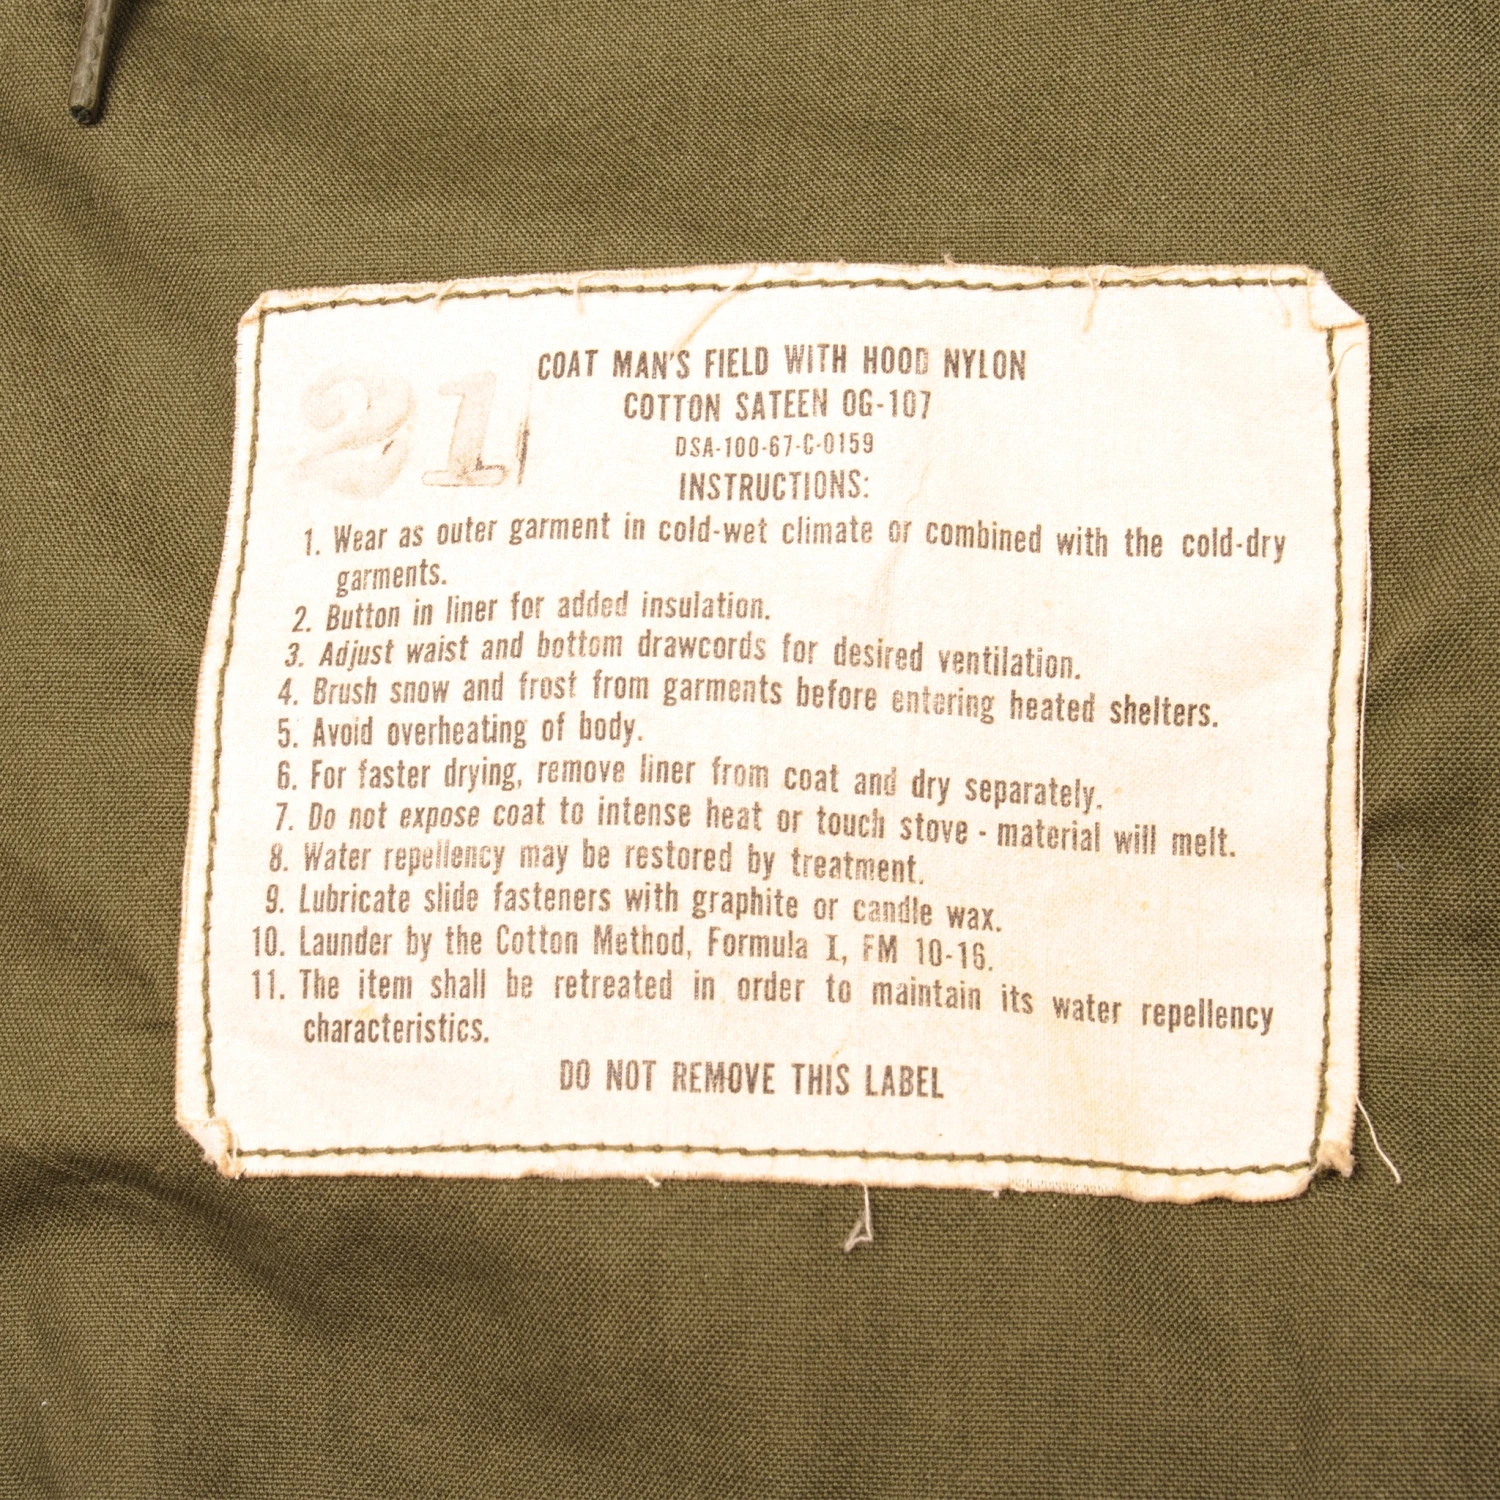 21
COAT MAN'S FIELD WITH HOOD NYLON
COTTON SATEEN OG-107
DSA-100-67-C-0159
INSTRUCTIONS:
1. Wear as outer garment in cold-wet climate or combined with the cold-dry
garments.
2. Button in liner for added insulation.
3. Adjust waist and bottom drawcords for desired ventilation.
4. Brush snow and frost from garments before entering heated shelters.
5. Avoid overheating of body.
6. For faster drying, remove liner from coat and dry separately.
7. Do not expose coat to intense heat or touch stove - material will melt.
8. Water repellency may be restored by treatment.
9. Lubricate slide fasteners with graphite or candle wax.
10. Launder by the Cotton Method, Formula I, FM 10-16.
11. The item shall be retreated in order to maintain its water repellency
characteristics.
DO NOT REMOVE THIS LABEL